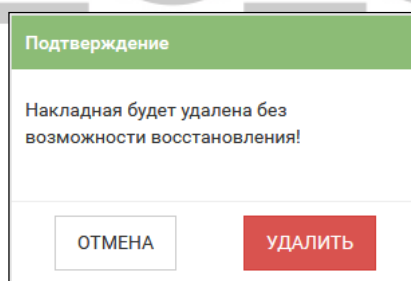 Подтверждение
Накладная будет удалена без
возможности восстановления!
ОТМЕНА
УДАЛИТЬ